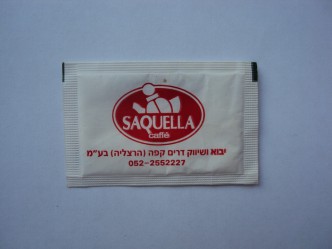 SAQUELLA
caffè
יבוא ושיווק דרים קפה (הרצליה) בע"מ
052-2552227